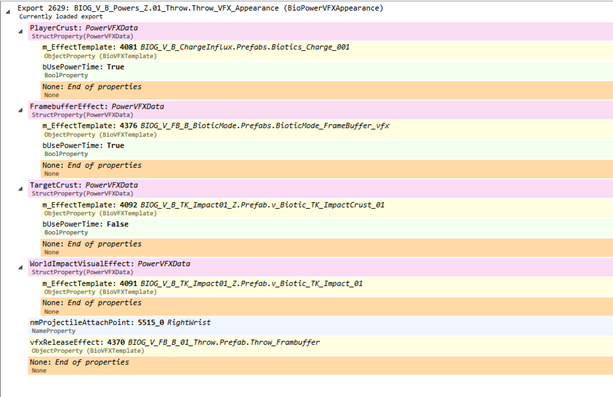 Export 2629: BIOG_V_B_Powers_Z.01_Throw.Throw_VFX_Appearance (BioPowerVFXAppearance)
Currently loaded export
PlayerCrust: PowerVFXData
StructProperty(PowerVFXData)
m_EffectTemplate: 4081 BIOG_V_B_ChargeInflux.Prefabs.Biotics_Charge_001
ObjectProperty (BioVFXTemplate)
bUsePowerTime: True
BoolProperty
None: End of properties
None
FramebufferEffect: PowerVFXData
StructProperty(PowerVFXData)
m_EffectTemplate: 4376 BIOG_V_FB_B_BioticMode.Prefabs.BioticMode_FrameBuffer_vfx
ObjectProperty (BioVFXTemplate)
bUsePowerTime: True
BoolProperty
None: End of properties
None
TargetCrust: PowerVFXData
StructProperty(PowerVFXData)
m_EffectTemplate: 4092 BIOG_V_B_TK_Impact01_Z.Prefab.v_Biotic_TK_ImpactCrust_01
ObjectProperty (BioVFXTemplate)
bUsePowerTime: False
BoolProperty
None: End of properties
None
WorldImpactVisualEffect: PowerVFXData
StructProperty(PowerVFXData)
m_EffectTemplate: 4091 BIOG_V_B_TK_Impact01_Z.Prefab.v_Biotic_TK_Impact_01
ObjectProperty (BioVFXTemplate)
None: End of properties
None
nmProjectileAttachPoint: 5515_0 RightWrist
NameProperty
vfxReleaseEffect: 4370 BIOG_V_FB_B_01_Throw.Prefab.Throw_Frambuffer
ObjectProperty (BioVFXTemplate)
None: End of properties
None